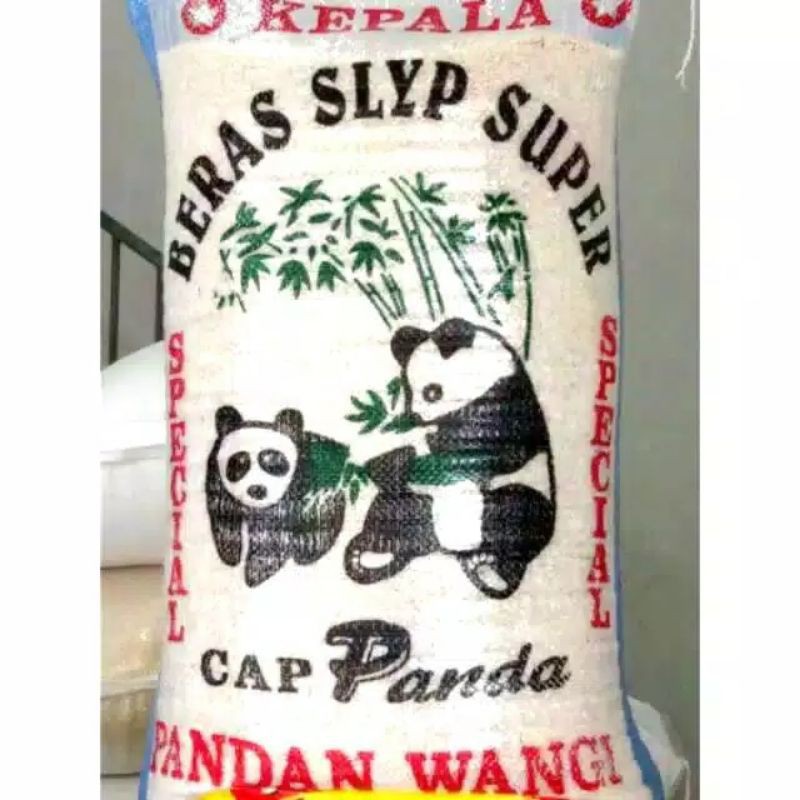 KEPALA
BERAS SLYP SUPER
SPECIAL
SPECIAL
CAP Panda
PANDAN WANGI